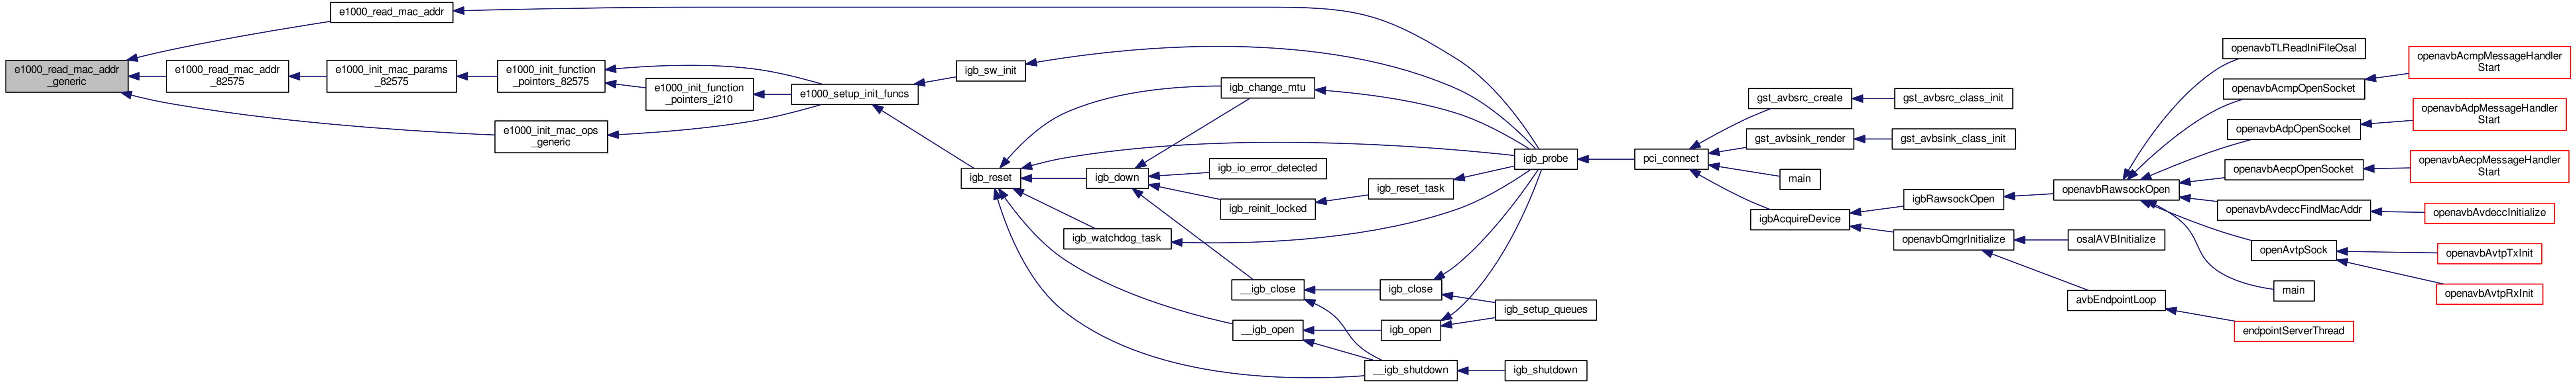 e1000_read_mac_addr
_generic
e1000_read_mac_addr
e1000_read_mac_addr
_82575
e1000_init_mac_params
_82575
e1000_init_function
_pointers_82575
e1000_init_function
_pointers_i210
e1000_init_mac_ops
_generic
e1000_setup_init_funcs
igb_sw_init
igb_reset
igb_change_mtu
igb_down
igb_io_error_detected
igb_reinit_locked
igb_reset_task
igb_watchdog_task
__igb_close
igb_close
__igb_open
igb_open
igb_setup_queues
__igb_shutdown
igb_shutdown
igb_probe
pci_connect
gst_avbsrc_create
gst_avbsrc_class_init
gst_avbsink_render
gst_avbsink_class_init
main
igbAcquireDevice
igbRawsockOpen
openavbQmgrInitialize
osalAVBInitialize
avbEndpointLoop
endpointServerThread
openavbRawsockOpen
openavbTLReadIniFileOsal
openavbAcmpOpenSocket
openavbAcmpMessageHandler
Start
openavbAdpOpenSocket
openavbAdpMessageHandler
Start
openavbAecpOpenSocket
openavbAecpMessageHandler
Start
openavbAvdeccFindMacAddr
openavbAvdeccInitialize
openAvtpSock
openavbAvtpTxInit
openavbAvtpRxInit
main